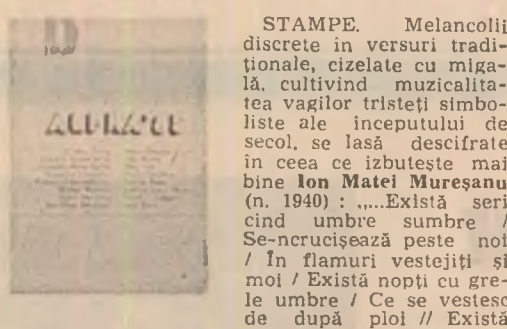 STAMPE. Melancolii
discrete in versuri tradi-
ționale, cizelate cu miga-
lă, cultivind muzicalita-
tea vagilor tristeți simbo-
liste ale începutului de
secol, se lasă descifrate
in ceea ce izbutește mai
bine Ion Matei Mureșanu
(n. 1940) : „...Există seri
cind umbre sumbre /
Se-ncrucișează peste noi
/ În flamuri vestejiți și
moi / Există nopți cu gre-
le umbre / Ce se vestesc
de după ploi // Există